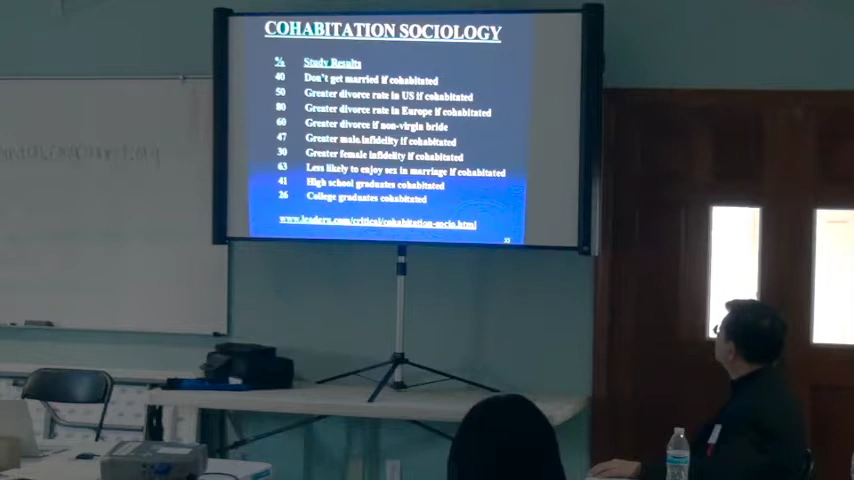 COHABITATION SOCIOLOGY
% Study Results
40 Don't get married if cohabitated
50 Greater divorce rate in US if cohabitated
80 Greater divorce rate in Europe if cohabitated
60 Greater divorce if non-virgin bride
47 Greater male infidelity if cohabitated
30 Greater female infidelity if cohabitated
63 Less likely to enjoy sex in marriage if cohabitated
41 High school graduates cohabitated
26 College graduates cohabitated
www.leaderu.com/critical/cohabitation-socio.html